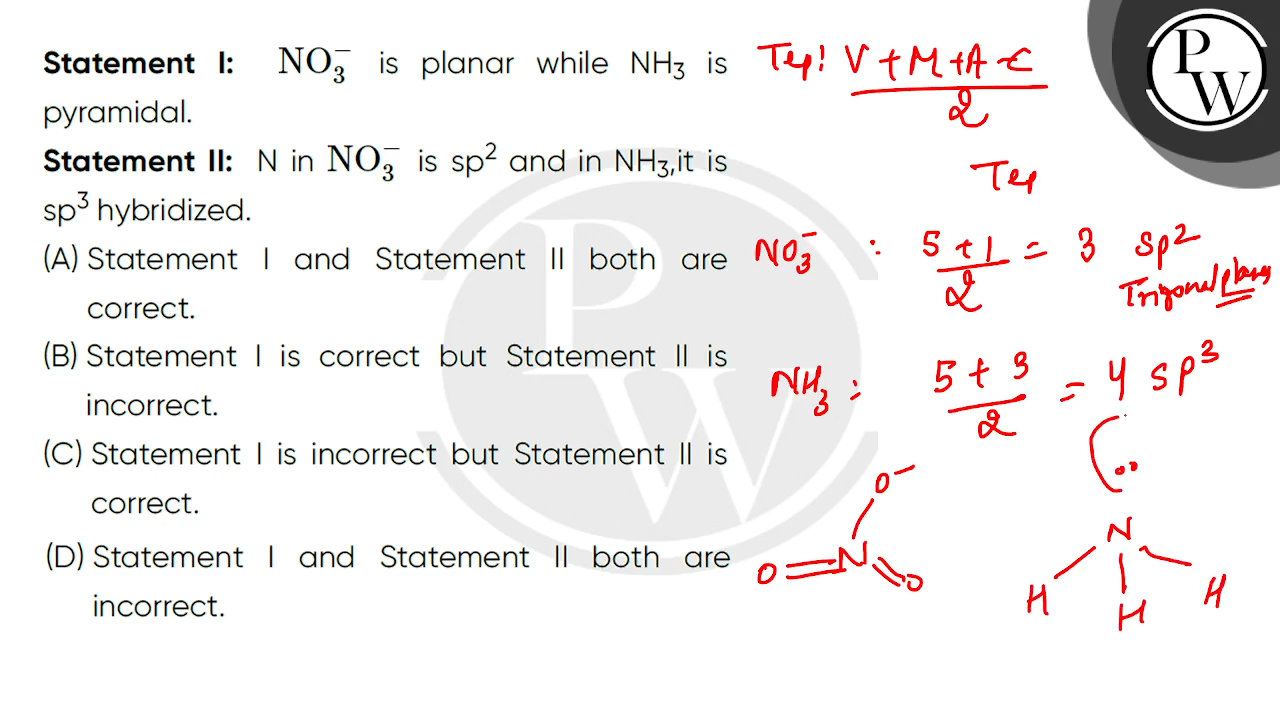 Statement I: NO₃⁻ is planar while NH₃ is
pyramidal.
Statement II: N in NO₃⁻ is sp² and in NH₃,it is
sp³ hybridized.
(A) Statement I and Statement II both are
correct.
(B) Statement I is correct but Statement II is
incorrect.
(C) Statement I is incorrect but Statement II is
correct.
(D) Statement I and Statement II both are
incorrect.
V + M + A - C
2
NO₃⁻ : 5 + 1 = 3 sp²
2
Trigonal
NH₃ : 5 + 3 = 4 sp³
2
O⁻
O = N = O
N
H H H
P
W
P
W